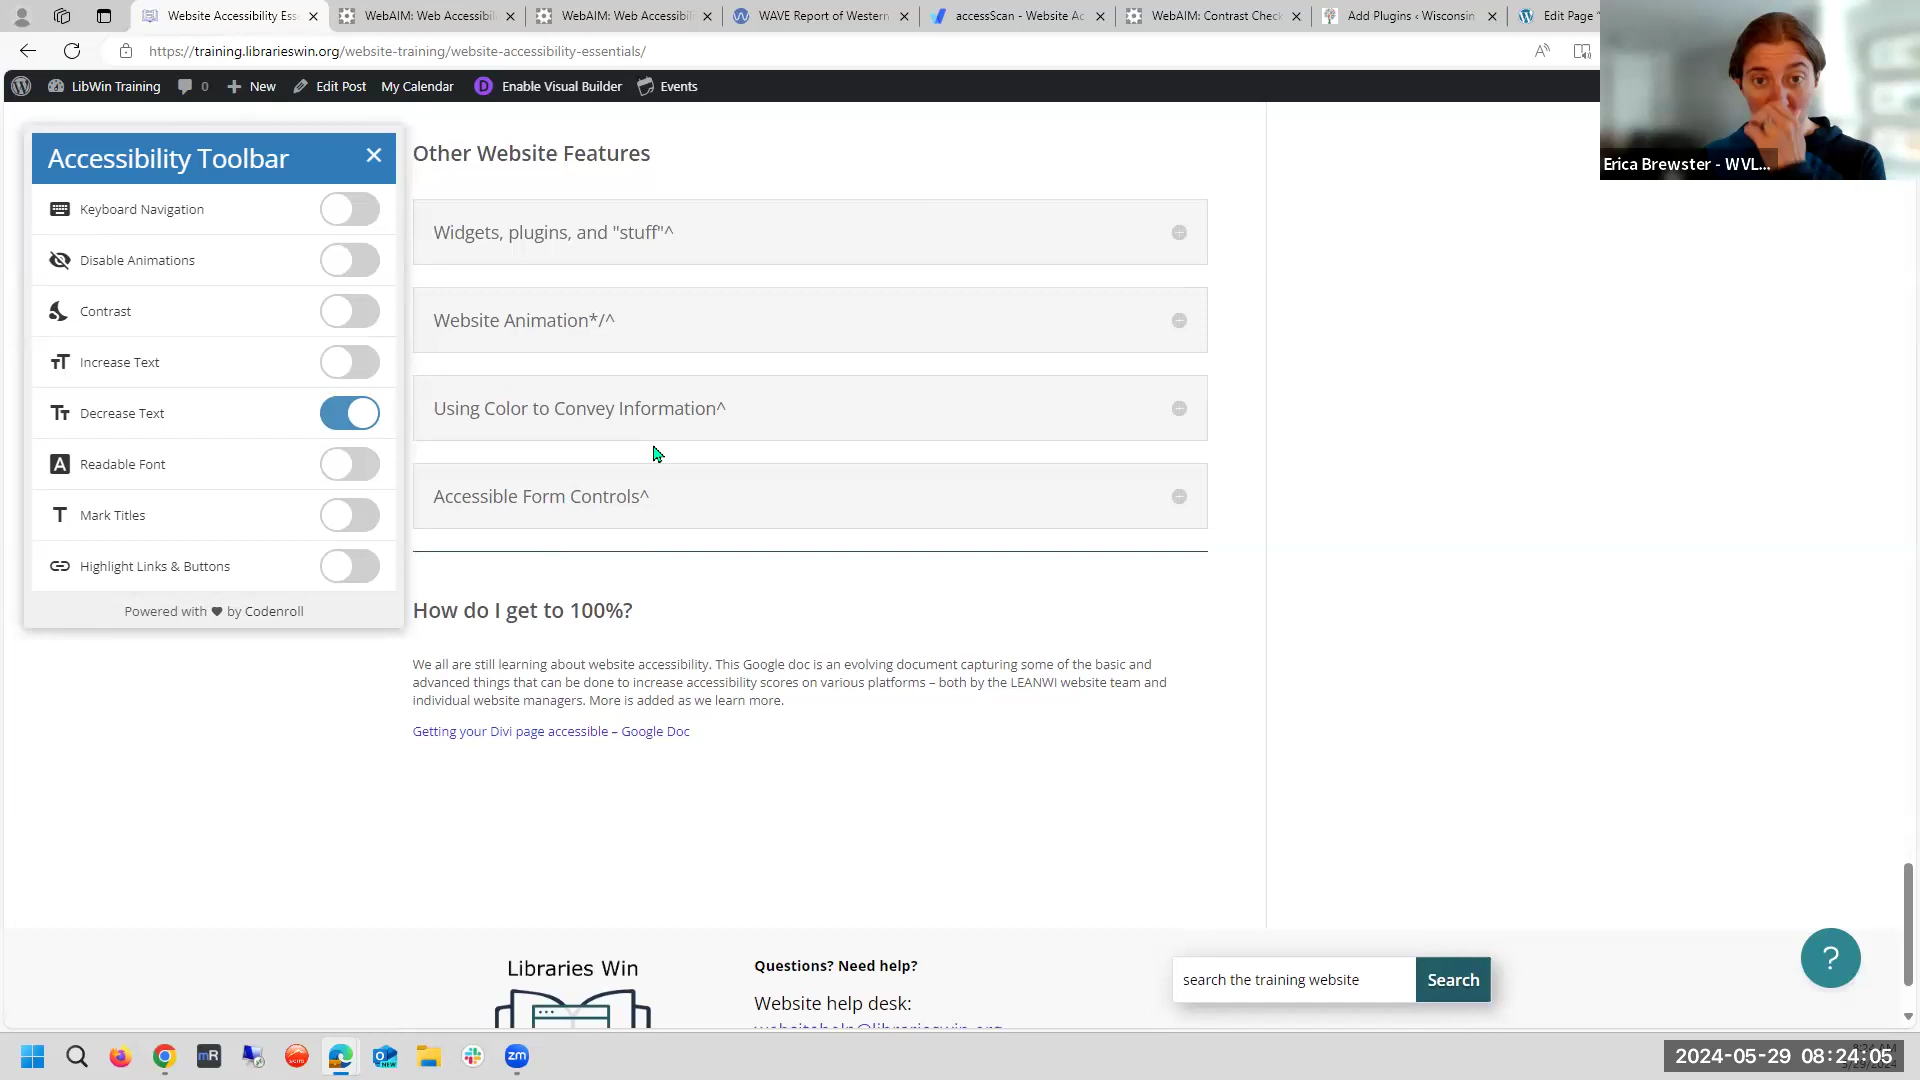 Website Accessibility Ess
WebAIM: Web Accessibil
WebAIM: Web Accessibil
WAVE Report of Western
accessScan - Website Ac
WebAIM: Contrast Check
Add Plugins ‹ Wisconsin
Edit Page "
https://training.librarieswin.org/website-training/website-accessibility-essentials/
LibWin Training
0
New
Edit Post
My Calendar
D
Enable Visual Builder
Events
Erica Brewster - WVL...
Accessibility Toolbar
Keyboard Navigation
Disable Animations
Contrast
Increase Text
Decrease Text
Readable Font
Mark Titles
Highlight Links & Buttons
Powered with ♥ by Codenroll
Other Website Features
Widgets, plugins, and "stuff"^
Website Animation*/^
Using Color to Convey Information^
Accessible Form Controls^
How do I get to 100%?
We all are still learning about website accessibility. This Google doc is an evolving document capturing some of the basic and
advanced things that can be done to increase accessibility scores on various platforms – both by the LEANWI website team and
individual website managers. More is added as we learn more.
Getting your Divi page accessible – Google Doc
Libraries Win
Questions? Need help?
Website help desk:
websitehelp@librarieswin.org
search the training website
Search
?
mR
zm
2024-05-29 08:24:05